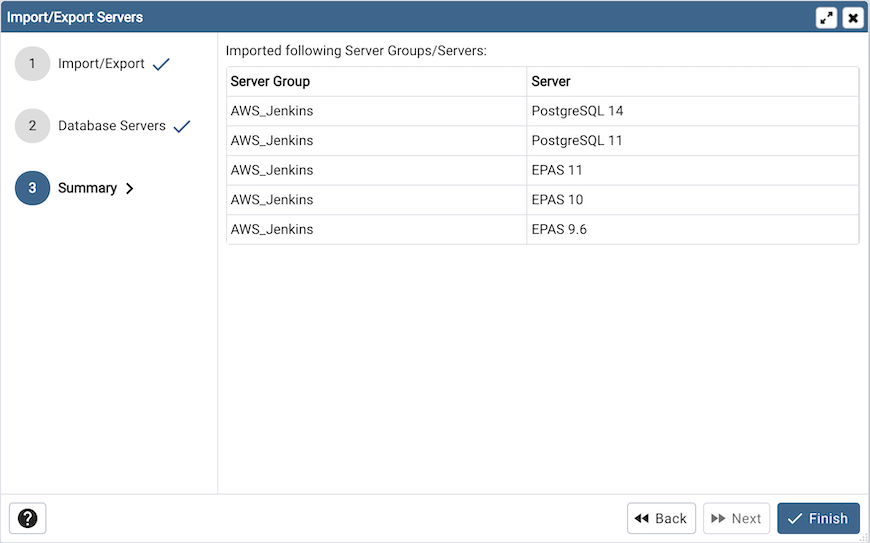 Import/Export Servers
1 Import/Export
2 Database Servers
3 Summary
Imported following Server Groups/Servers:
Server Group Server
AWS_Jenkins PostgreSQL 14
AWS_Jenkins PostgreSQL 11
AWS_Jenkins EPAS 11
AWS_Jenkins EPAS 10
AWS_Jenkins EPAS 9.6
? Back Next Finish